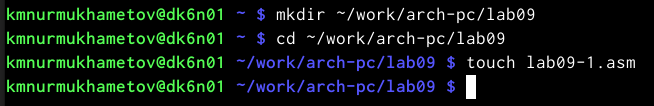 kmnurmukhametov@dk6n01 ~ $ mkdir ~/work/arch-pc/lab09
kmnurmukhametov@dk6n01 ~ $ cd ~/work/arch-pc/lab09
kmnurmukhametov@dk6n01 ~/work/arch-pc/lab09 $ touch lab09-1.asm
kmnurmukhametov@dk6n01 ~/work/arch-pc/lab09 $